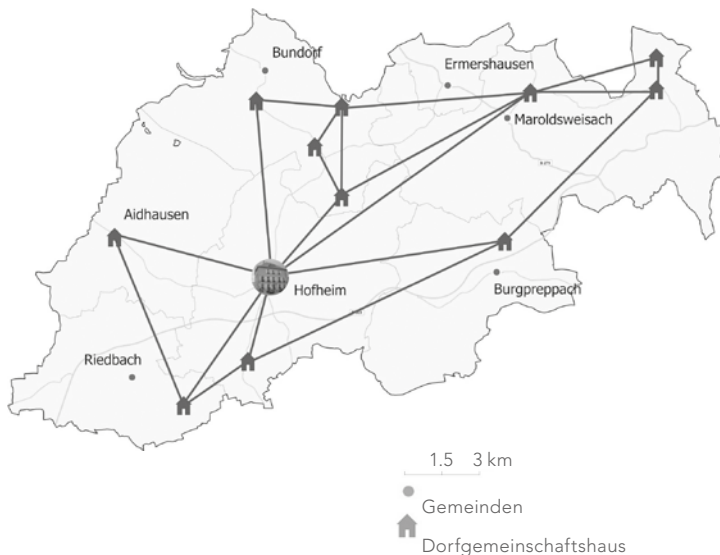 Bundorf
Ermershausen
Maroldsweisach
Aidhausen
Hofheim
Burgpreppach
Riedbach
1.5 3 km
Gemeinden
Dorfgemeinschaftshaus